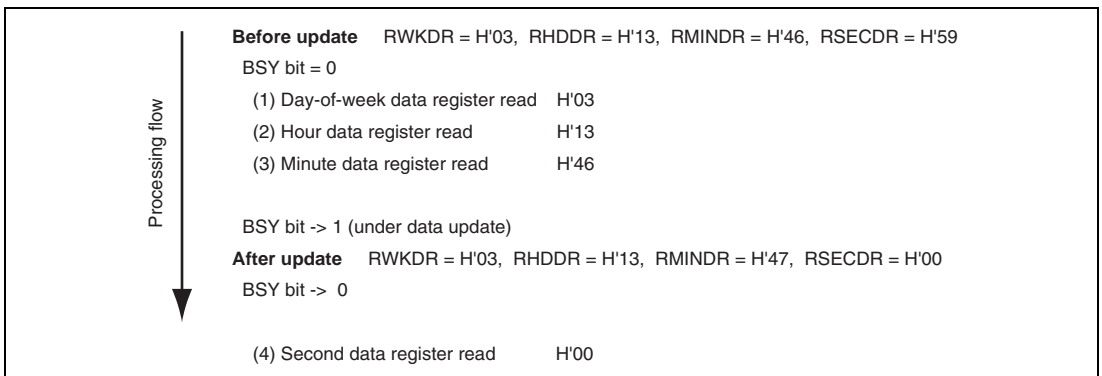 Before update RWKDR = H'03, RHDDR = H'13, RMINDR = H'46, RSECDR = H'59
BSY bit = 0
(1) Day-of-week data register read H'03
(2) Hour data register read H'13
(3) Minute data register read H'46
Processing flow
BSY bit -> 1 (under data update)
After update RWKDR = H'03, RHDDR = H'13, RMINDR = H'47, RSECDR = H'00
BSY bit -> 0
(4) Second data register read H'00